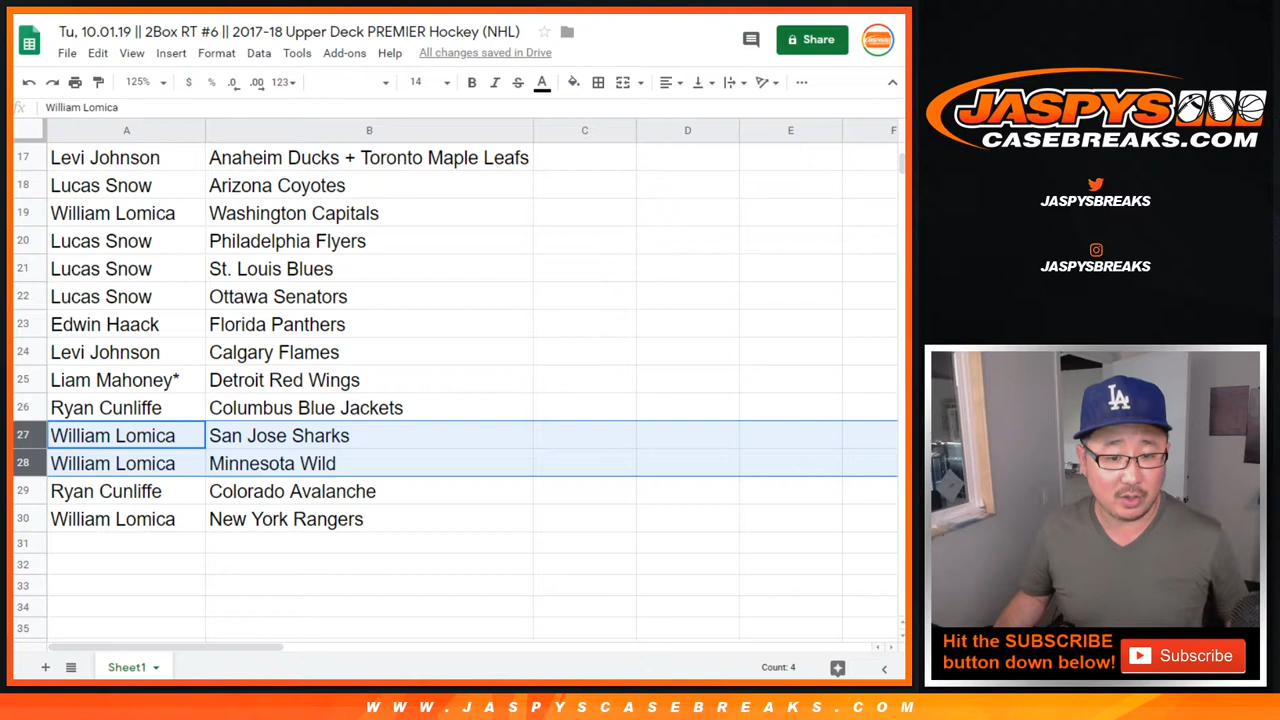 Tu, 10.01.19 || 2Box RT #6 || 2017-18 Upper Deck PREMIER Hockey (NHL)
File Edit View Insert Format Data Tools Add-ons Help All changes saved in Drive
Share
125% $ % .0 .00 123 14 B I S A
fx William Lomica
A B C D E F
17 Levi Johnson Anaheim Ducks + Toronto Maple Leafs
18 Lucas Snow Arizona Coyotes
19 William Lomica Washington Capitals
20 Lucas Snow Philadelphia Flyers
21 Lucas Snow St. Louis Blues
22 Lucas Snow Ottawa Senators
23 Edwin Haack Florida Panthers
24 Levi Johnson Calgary Flames
25 Liam Mahoney* Detroit Red Wings
26 Ryan Cunliffe Columbus Blue Jackets
27 William Lomica San Jose Sharks
28 William Lomica Minnesota Wild
29 Ryan Cunliffe Colorado Avalanche
30 William Lomica New York Rangers
31
32
33
34
35
Sheet1
Count: 4
JASPYS
CASEBREAKS.COM
JASPYSBREAKS
JASPYSBREAKS
LA
Hit the SUBSCRIBE
button down below!
Subscribe
WWW.JASPYSCASEBREAKS.COM